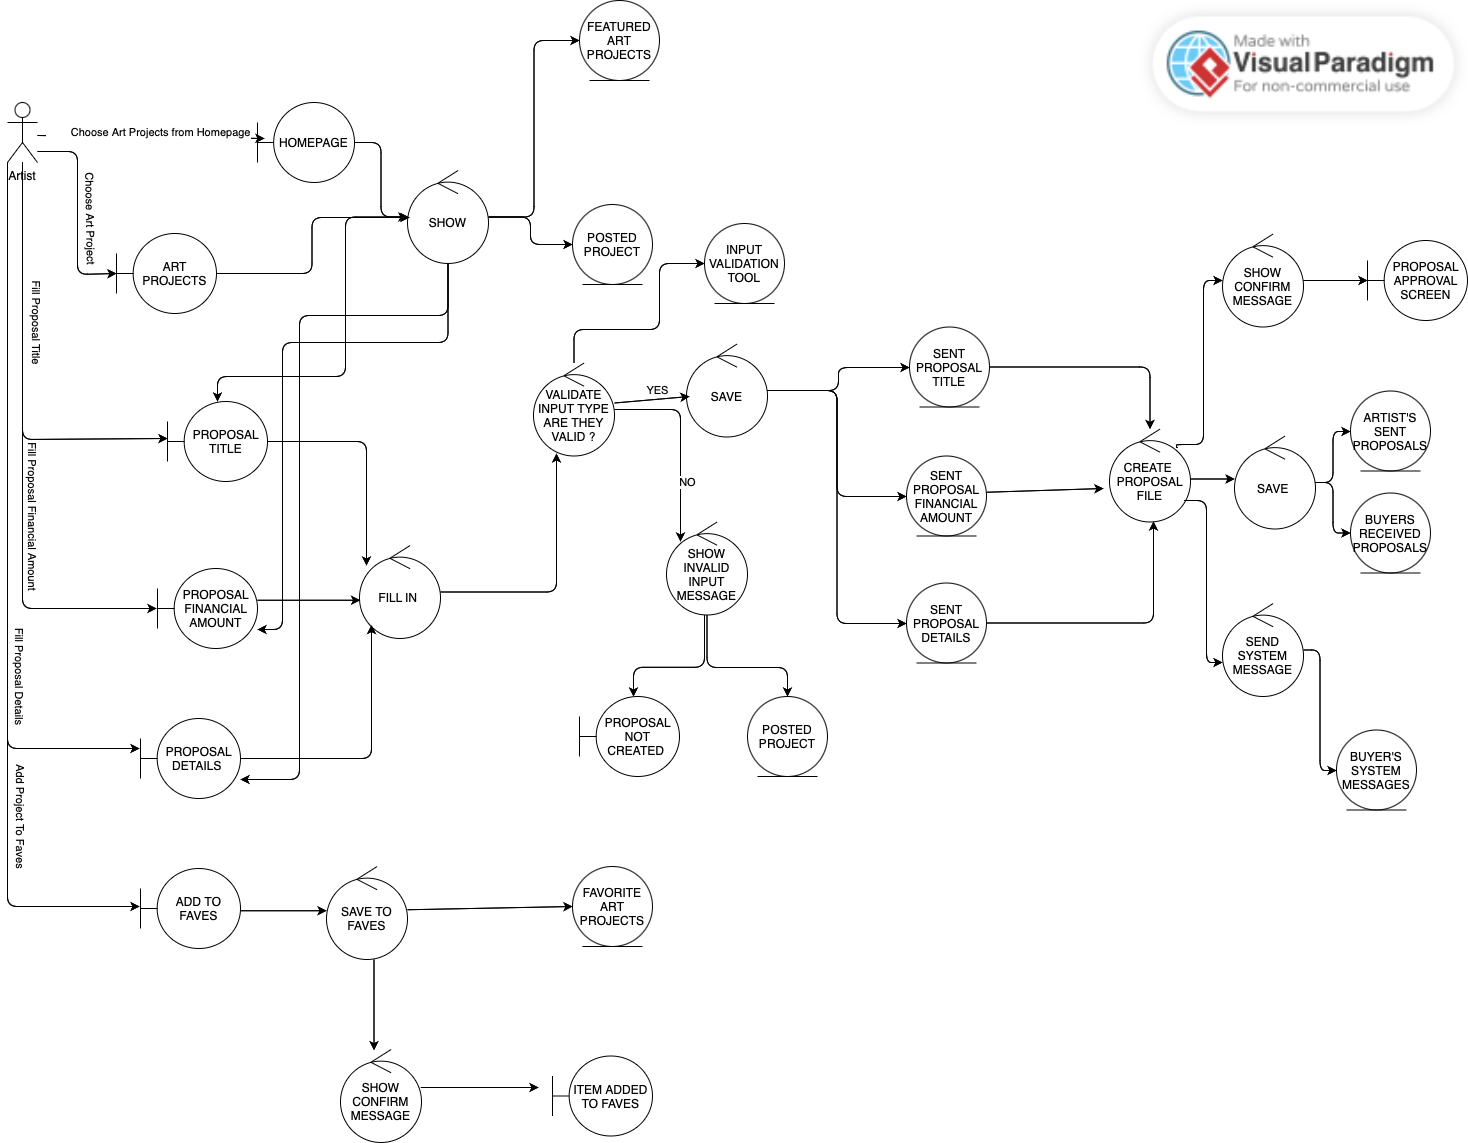 FEATURED
ART
PROJECTS
Made with
Visual Paradigm
For non-commercial use
Choose Art Projects from Homepage
HOMEPAGE
Artist
Choose Art Project
SHOW
POSTED
PROJECT
INPUT
VALIDATION
TOOL
ART
PROJECTS
SHOW
CONFIRM
MESSAGE
PROPOSAL
APPROVAL
SCREEN
Fill Proposal Title
SENT
PROPOSAL
TITLE
VALIDATE
INPUT TYPE
ARE THEY
VALID ?
YES
SAVE
PROPOSAL
TITLE
ARTIST'S
SENT
PROPOSALS
Fill Proposal Financial Amount
NO
SENT
PROPOSAL
FINANCIAL
AMOUNT
CREATE
PROPOSAL
FILE
SAVE
BUYERS
RECEIVED
PROPOSALS
SHOW
INVALID
INPUT
MESSAGE
PROPOSAL
FINANCIAL
AMOUNT
FILL IN
SENT
PROPOSAL
DETAILS
SEND
SYSTEM
MESSAGE
Fill Proposal Details
PROPOSAL
DETAILS
PROPOSAL
NOT
CREATED
POSTED
PROJECT
BUYER'S
SYSTEM
MESSAGES
Add Project To Faves
ADD TO
FAVES
SAVE TO
FAVES
FAVORITE
ART
PROJECTS
SHOW
CONFIRM
MESSAGE
ITEM ADDED
TO FAVES